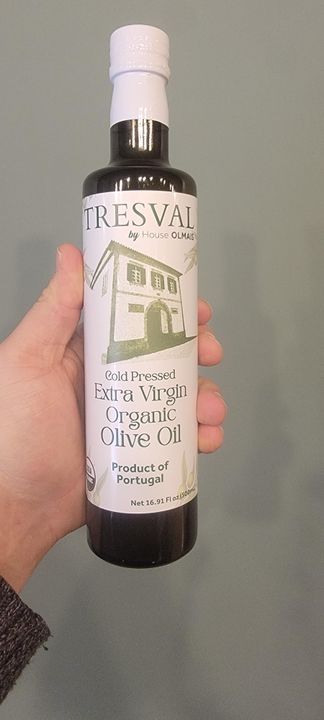 TRESVAL
by House OLMAIS
Cold Pressed
Extra Virgin
Organic
Olive Oil
Product of
Portugal
Net 16.91 Fl oz (500ml)